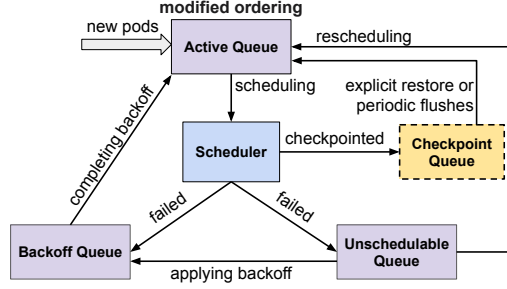 modified ordering
new pods
Active Queue
rescheduling
scheduling
explicit restore or
periodic flushes
completing backoff
Scheduler
checkpointed
Checkpoint
Queue
failed
failed
Backoff Queue
applying backoff
Unschedulable
Queue